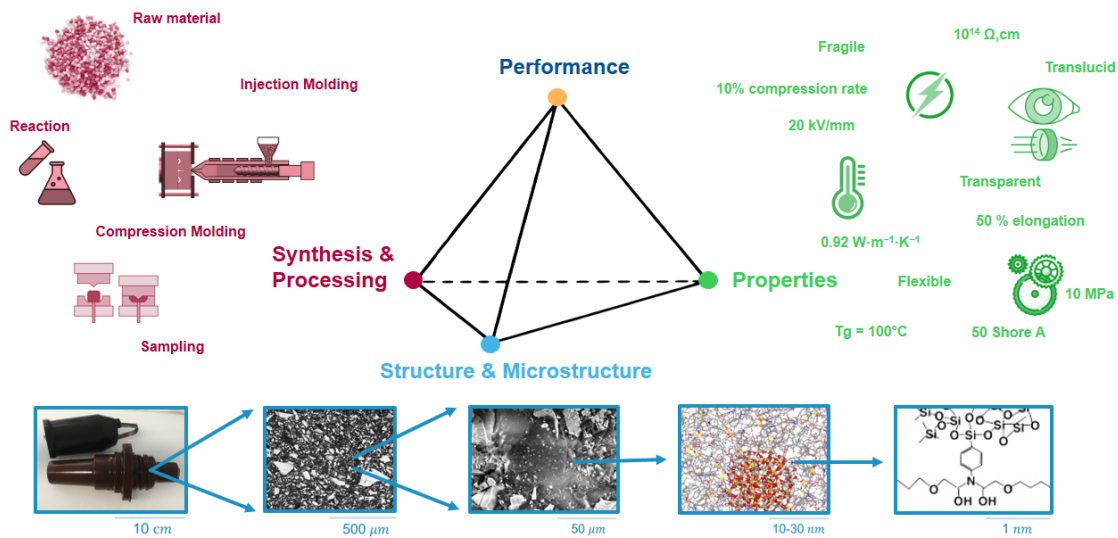 Raw material
Injection Molding
Reaction
Compression Molding
Sampling
Performance
Synthesis &
Processing
Structure & Microstructure
Properties
Fragile
10¹⁴ Ω,cm
Translucid
10% compression rate
20 kV/mm
Transparent
50 % elongation
0.92 W·m⁻¹·K⁻¹
Flexible
10 MPa
Tg = 100°C
50 Shore A
10 cm
500 μm
50 μm
10-30 nm
1 nm
Si
O
O
Si
Si
O
Si
O
O
Si
O
Si
O
N
O
O
OH
OH